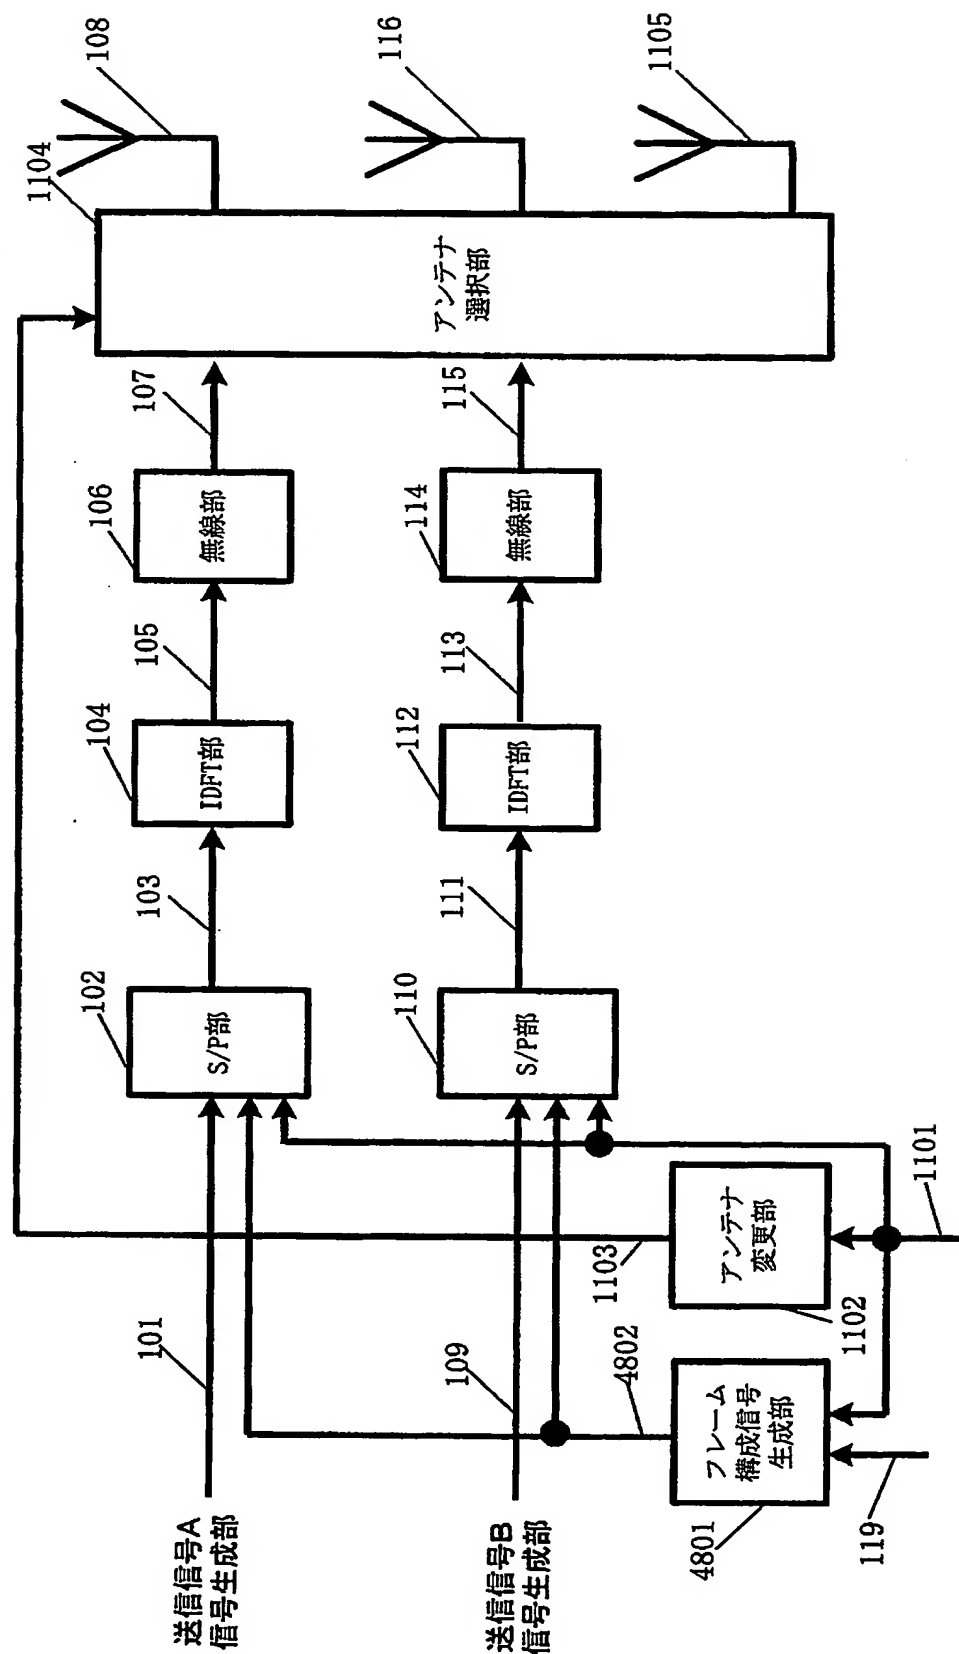 送信信号A
信号生成部
101
102
S/P部
103
104
IDFT部
105
106
無線部
107
1104
アンテナ
選択部
108
116
1105
送信信号B
信号生成部
109
110
S/P部
111
112
IDFT部
113
114
無線部
115
4801
フレーム
構成信号
生成部
4802
119
1102
アンテナ
変更部
1103
1101